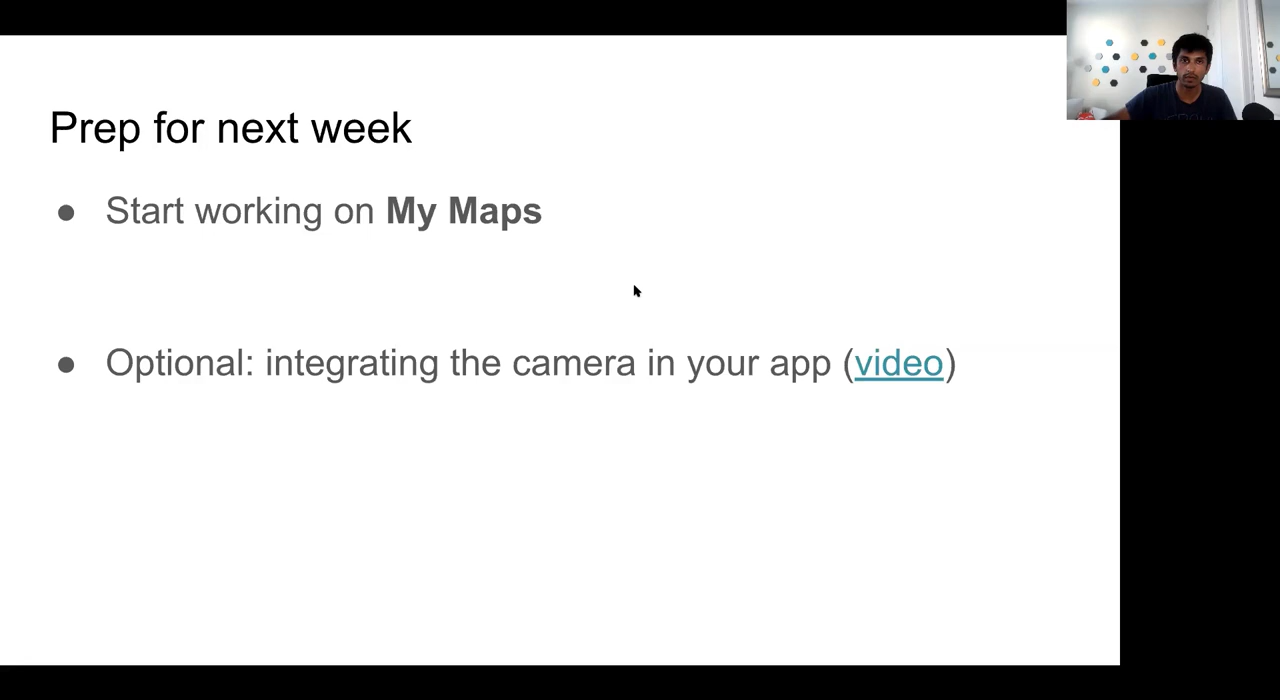 Prep for next week
● Start working on My Maps
● Optional: integrating the camera in your app (video)